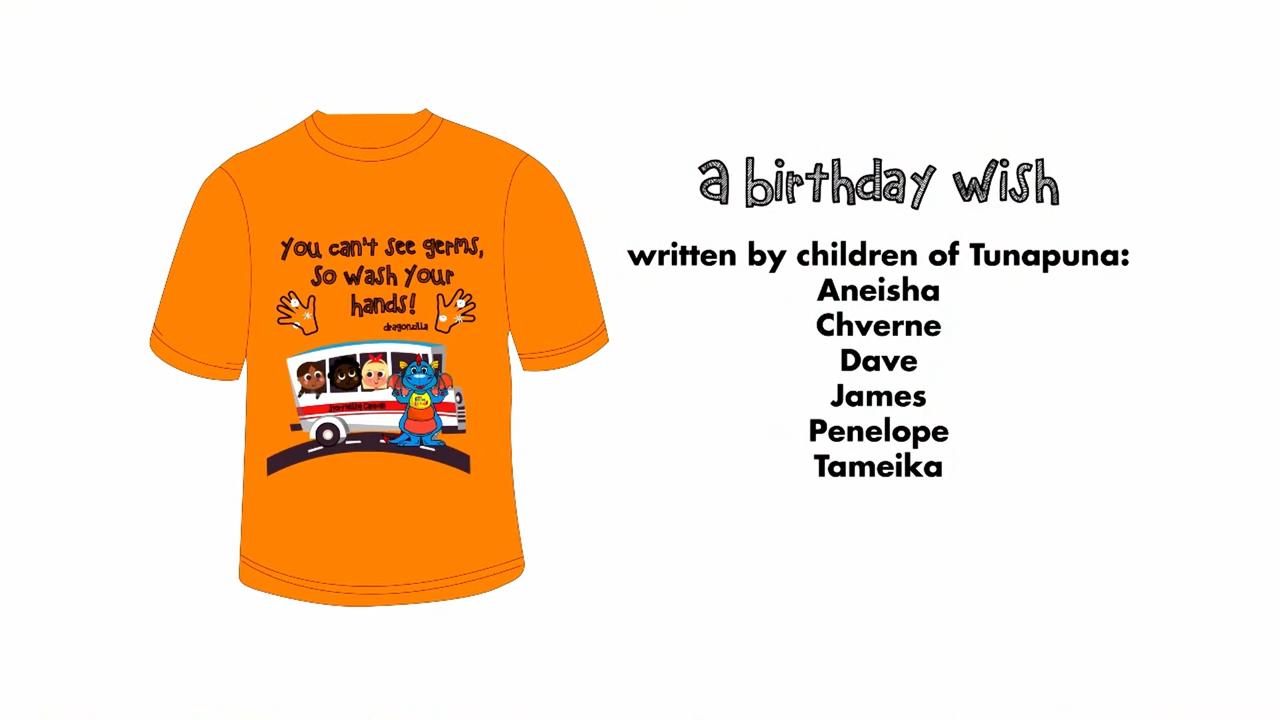 You can't see germs,
so wash your
hands!
dragonzilla
a birthday wish
written by children of Tunapuna:
Aneisha
Chverne
Dave
James
Penelope
Tameika